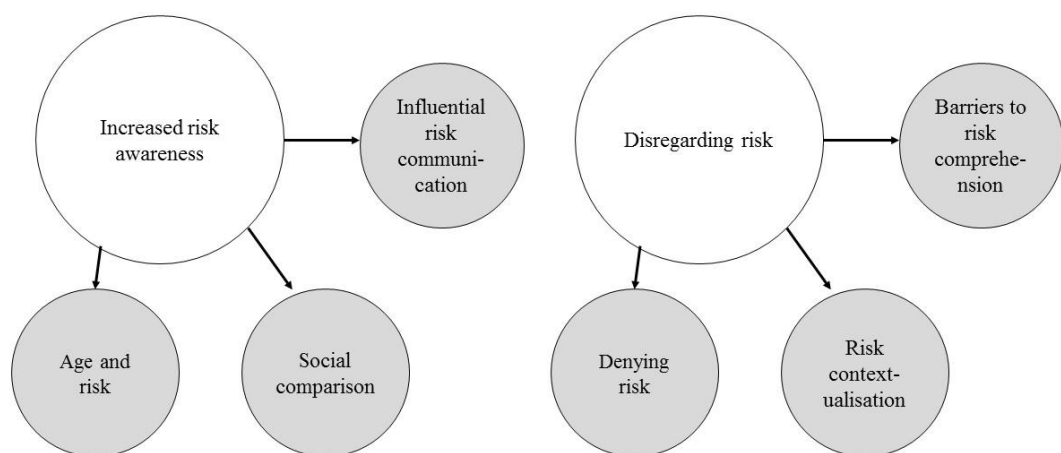 Increased risk
awareness
Influential
risk
communi-
cation
Age and
risk
Social
comparison
Disregarding risk
Barriers to
risk
comprehe-
nsion
Denying
risk
Risk
context-
ualisation